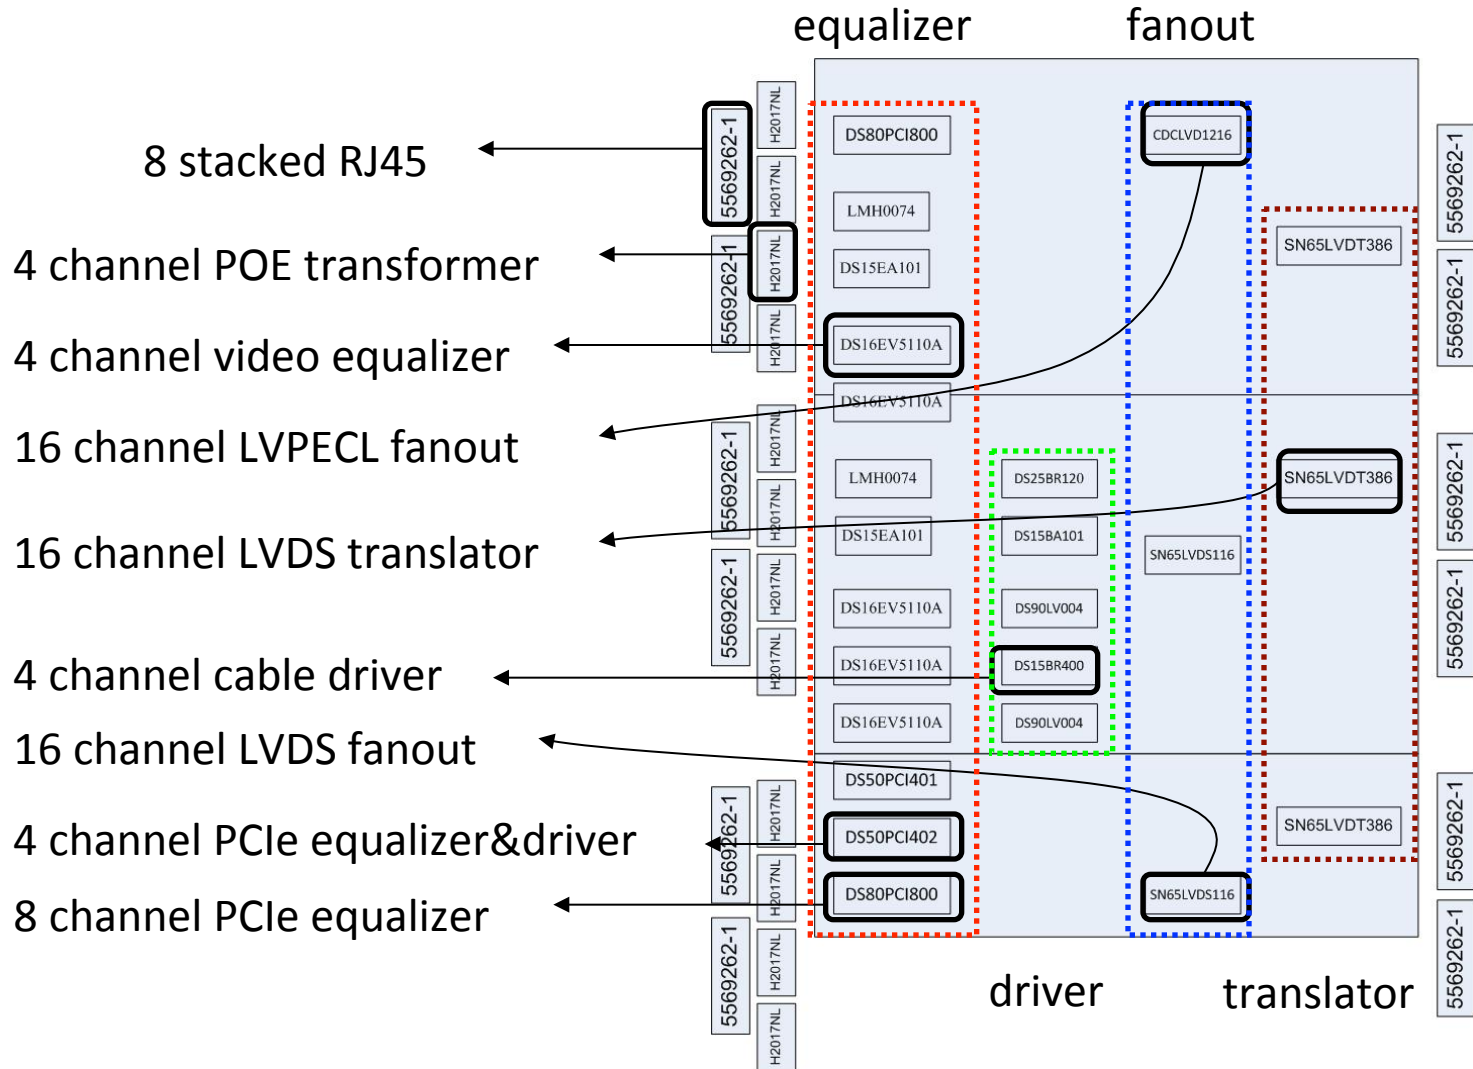 equalizer
fanout
8 stacked RJ45
4 channel POE transformer
4 channel video equalizer
16 channel LVPECL fanout
16 channel LVDS translator
4 channel cable driver
16 channel LVDS fanout
4 channel PCIe equalizer&driver
8 channel PCIe equalizer
5569262-1
5569262-1
5569262-1
5569262-1
5569262-1
5569262-1
H2017NL
H2017NL
H2017NL
H2017NL
H2017NL
H2017NL
H2017NL
H2017NL
H2017NL
H2017NL
H2017NL
H2017NL
DS80PCI800
LMH0074
DS15EA101
DS16EV5110A
DS16EV5110A
LMH0074
DS15EA101
DS16EV5110A
DS16EV5110A
DS16EV5110A
DS50PCI401
DS50PCI402
DS80PCI800
DS25BR120
DS15BA101
DS90LV004
DS15BR400
DS90LV004
CDCLVD1216
SN65LVDS116
SN65LVDS116
SN65LVDT386
SN65LVDT386
SN65LVDT386
5569262-1
5569262-1
5569262-1
5569262-1
5569262-1
5569262-1
driver
translator